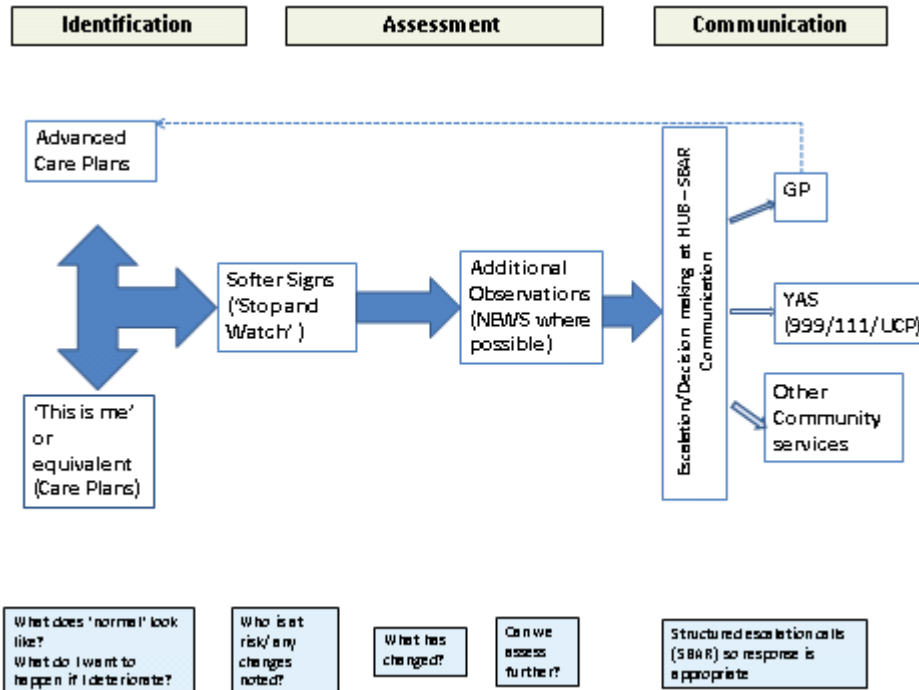 Identification
Assessment
Communication
Advanced
Care Plans
GP
Softer Signs
('Stop and
Watch' )
Additional
Observations
(NEWS where
possible)
Escalation/Decision making at HUB – SBAR
Communication
YAS
(999/111/UCP)
'This is me'
or
equivalent
(Care Plans)
Other
Community
services
What does 'normal' look
like?
What do I want to
happen if I deteriorate?
Who is at
risk/ any
changes
noted?
What has
changed?
Can we
assess
further?
Structured escalation calls
(SBAR) so response is
appropriate